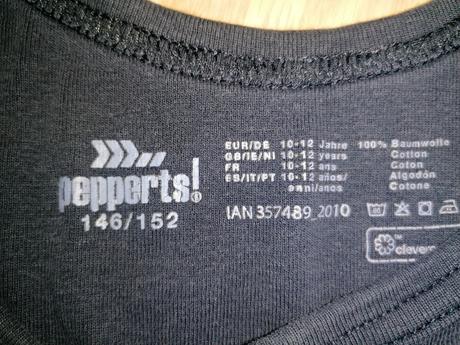 pepperts!®
146/152
EUR/DE 10-12 Jahre 100% Baumwolle
GB/IE/NI 10-12 years Cotton
FR 10-12 ans Coton
ES/IT/PT 10-12 años/ Algodón
anni/anos Cotone
IAN 357489_2010
clever